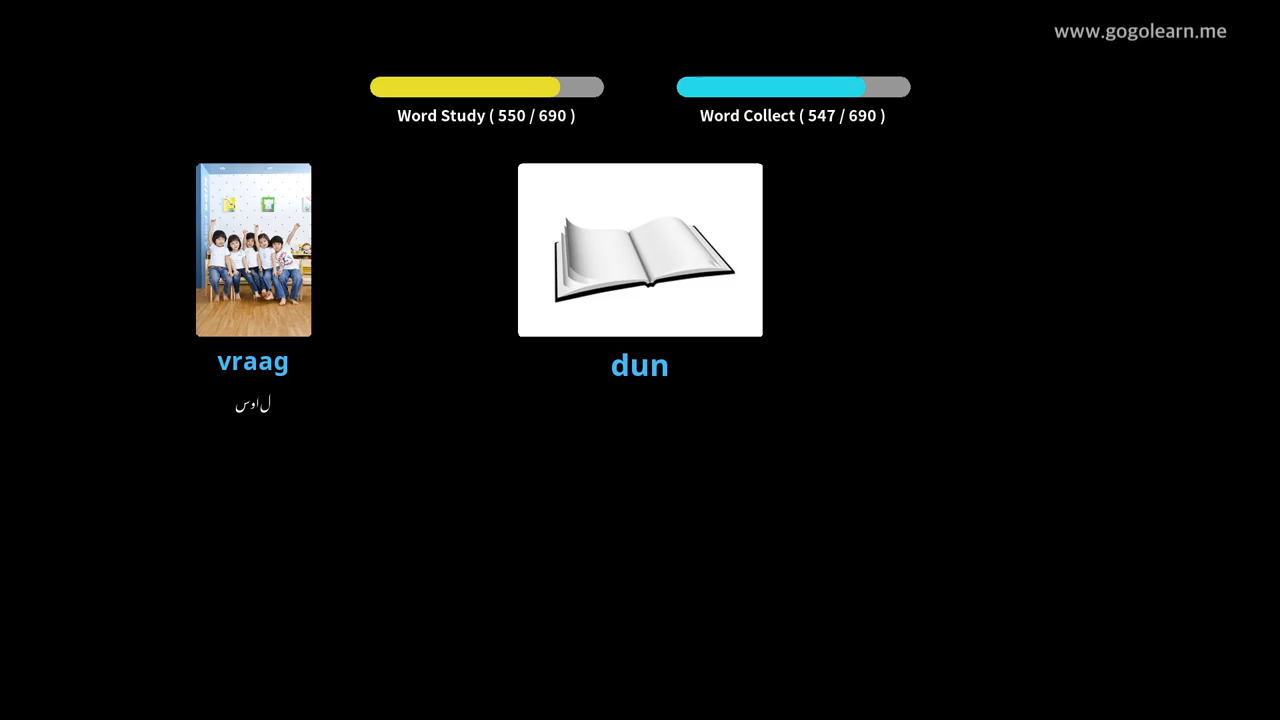 www.gogolearn.me
Word Study ( 550 / 690 )
Word Collect ( 547 / 690 )
vraag
سوال
dun